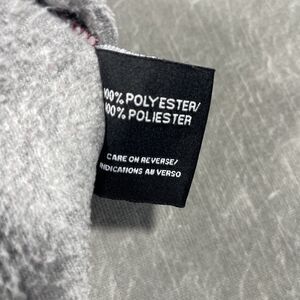 100% POLYESTER/
100% POLIESTER
CARE ON REVERSE/
INDICATIONS AU VERSO